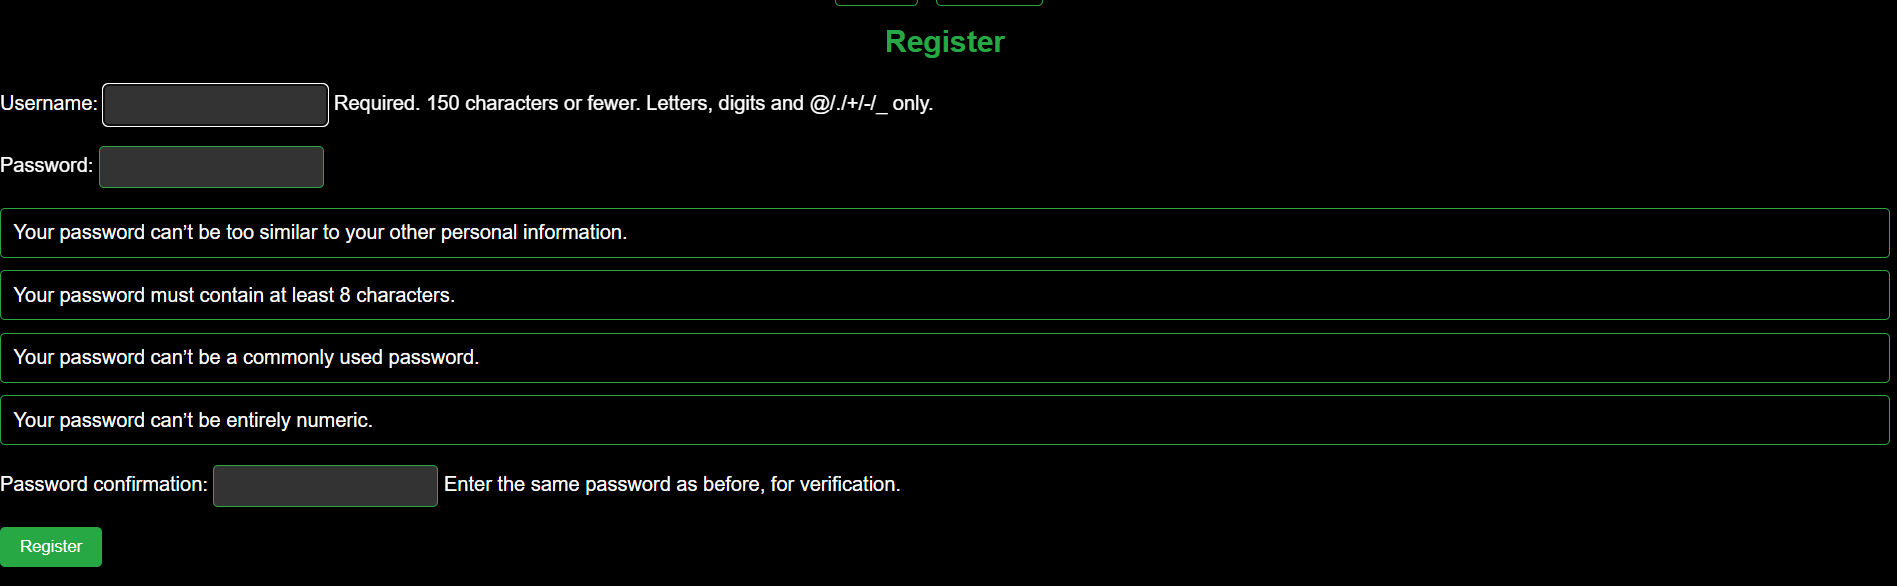 Register
Username: Required. 150 characters or fewer. Letters, digits and @/./+/-/_ only.
Password:
Your password can’t be too similar to your other personal information.
Your password must contain at least 8 characters.
Your password can’t be a commonly used password.
Your password can’t be entirely numeric.
Password confirmation: Enter the same password as before, for verification.
Register